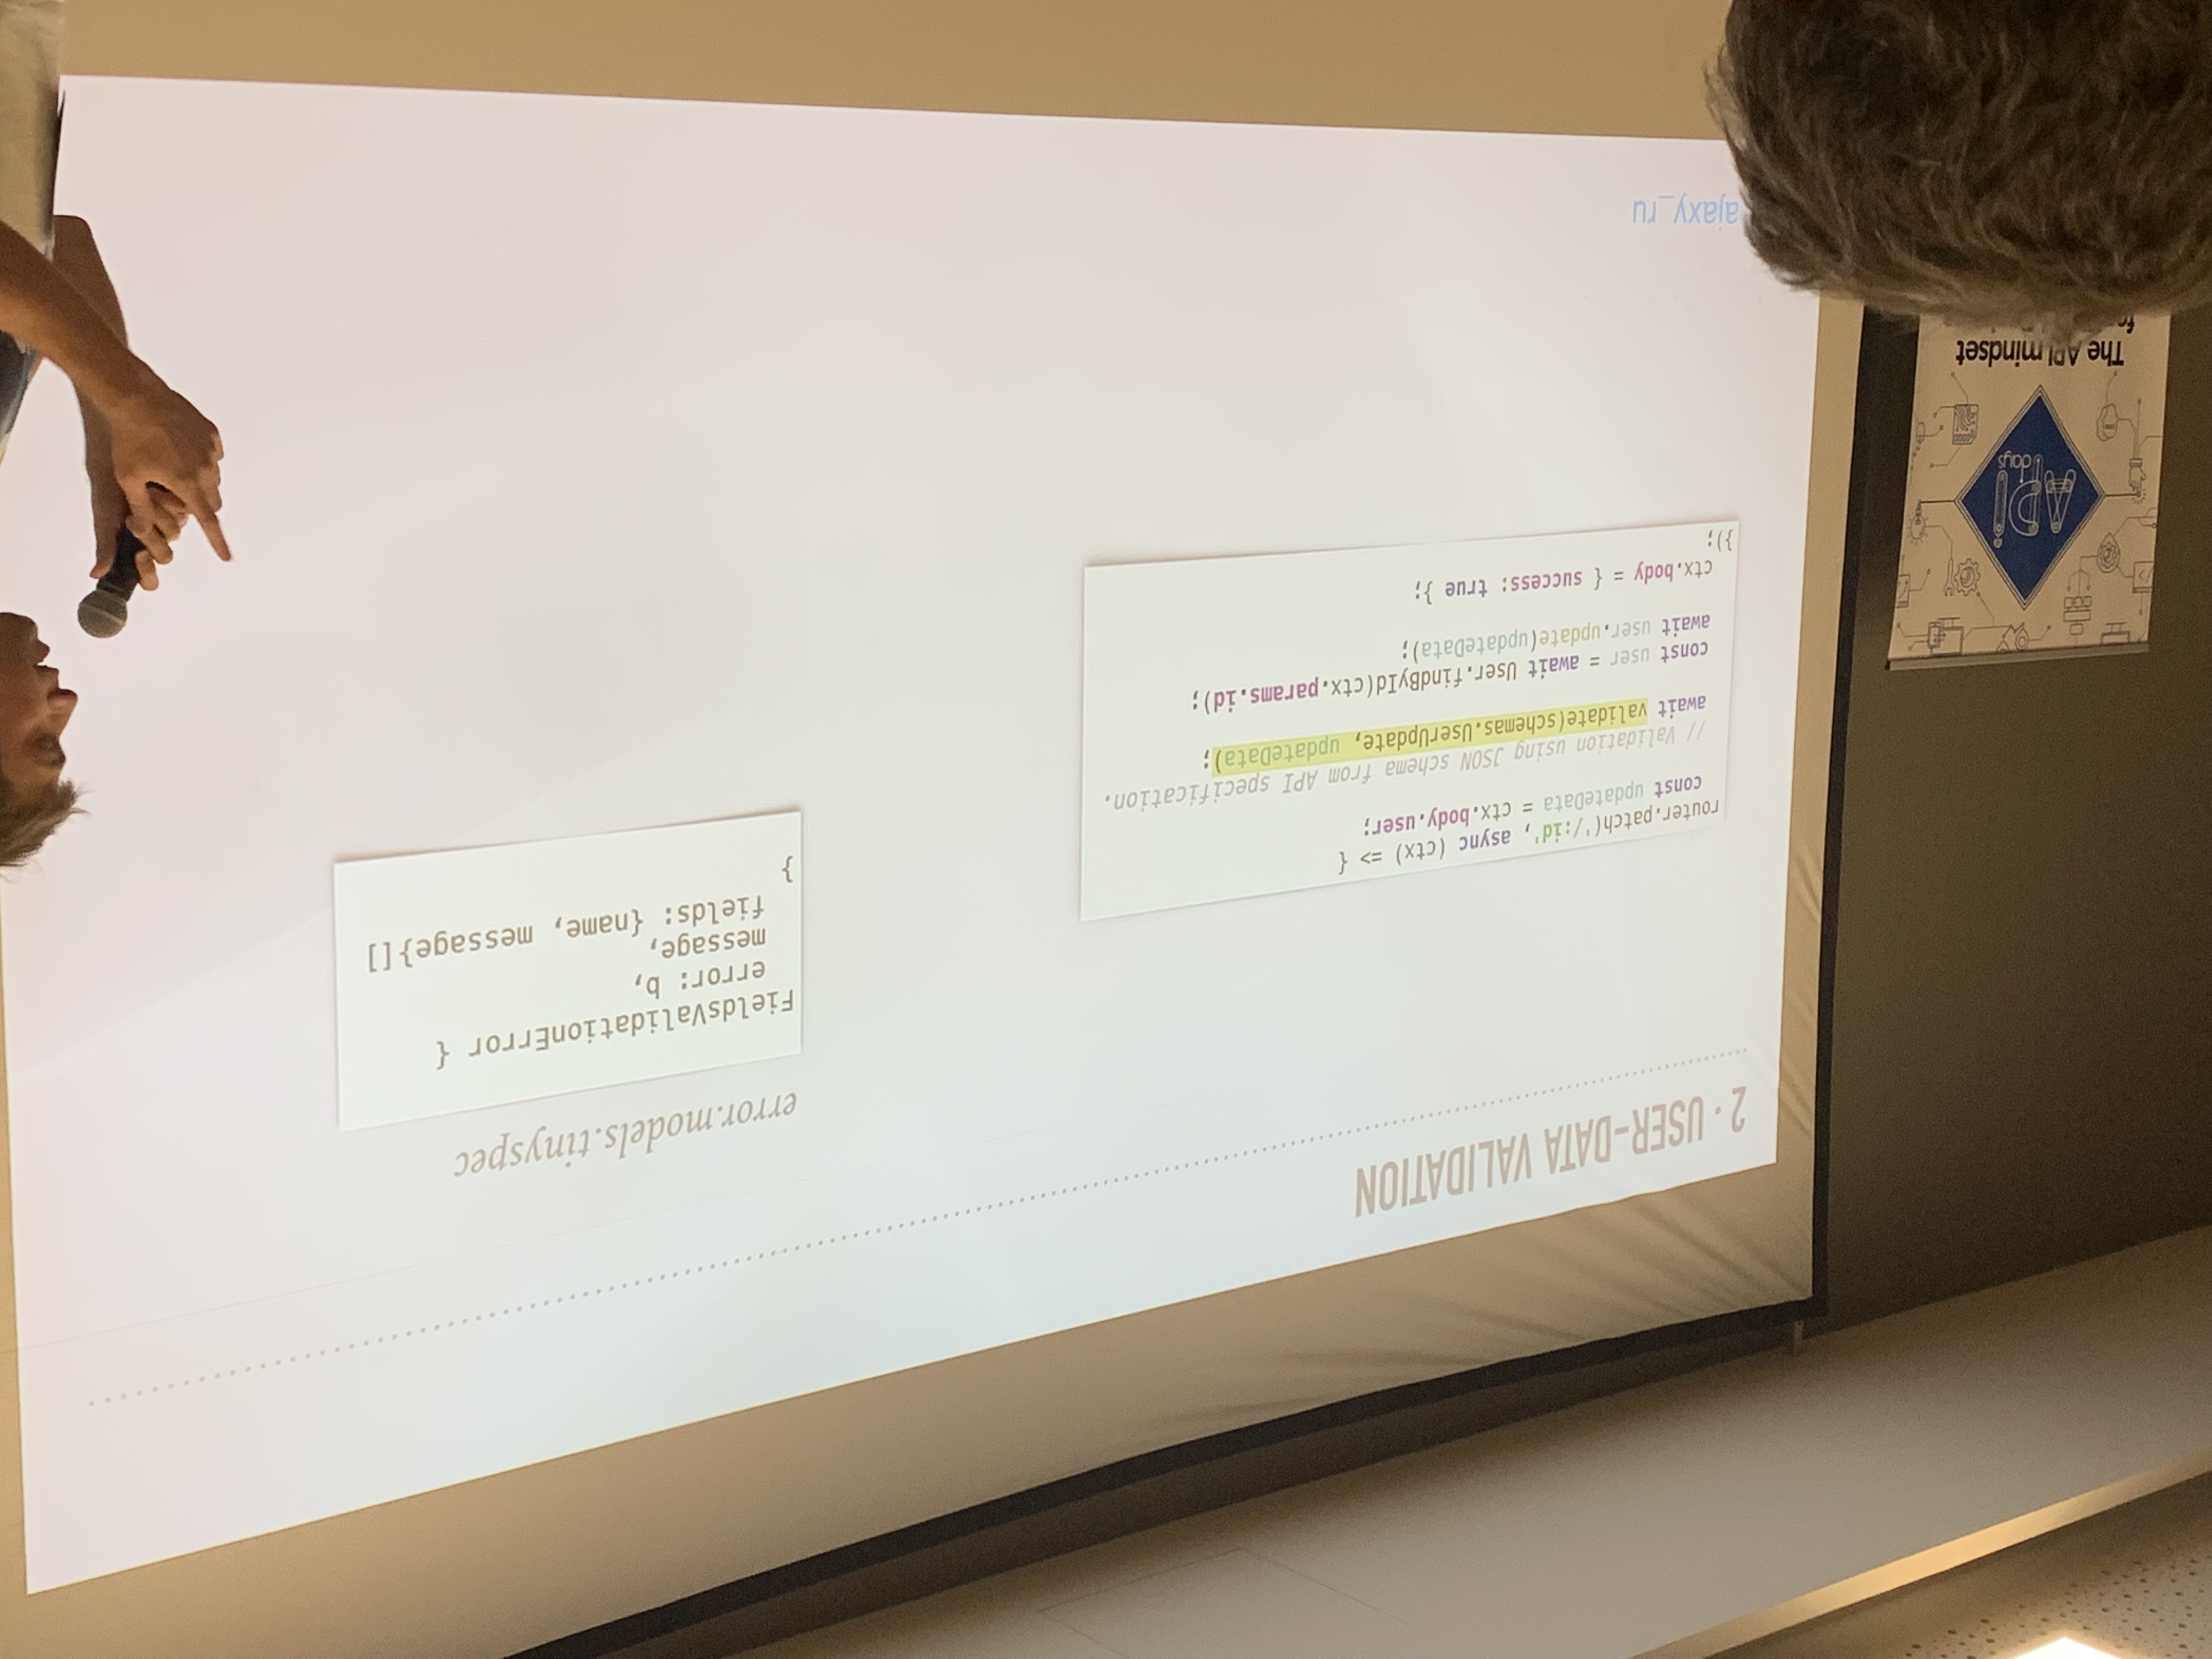 2 · USER-DATA VALIDATION
error.models.tinyspec
FieldsValidationError {
  error: b,
  message,
  fields: {name, message}[]
}
router.patch('/:id', async (ctx) => {
  const updateData = ctx.body.user;
  // Validation using JSON schema from API specification.
  await validate(schemas.UserUpdate, updateData);
  const user = await User.findById(ctx.params.id);
  await user.update(updateData);
  ctx.body = { success: true };
});
API
days
The API mindset
ajaxy_ru